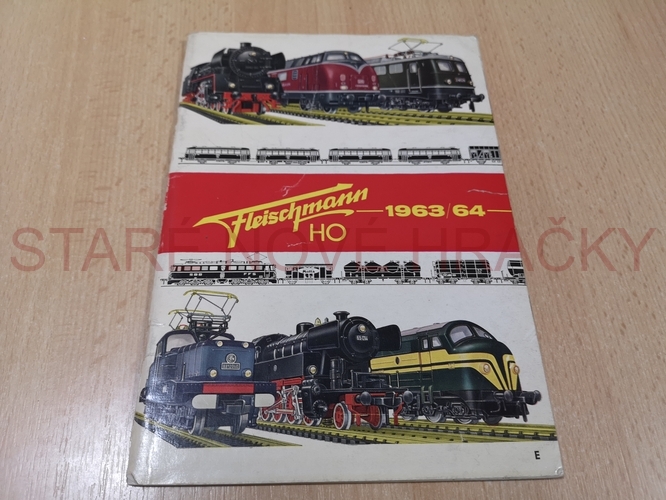 Fleischmann
HO
1963/64
STARÉ NOVÉ HRAČKY
E